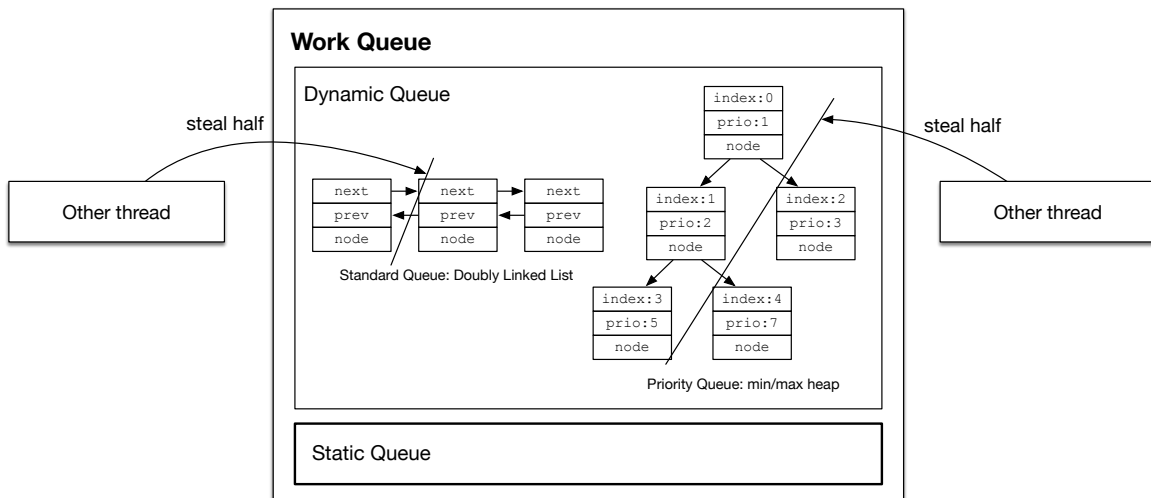 Work Queue
Dynamic Queue
steal half
steal half
Other thread
Other thread
next
prev
node
next
prev
node
next
prev
node
Standard Queue: Doubly Linked List
index:0
prio:1
node
index:1
prio:2
node
index:2
prio:3
node
index:3
prio:5
node
index:4
prio:7
node
Priority Queue: min/max heap
Static Queue